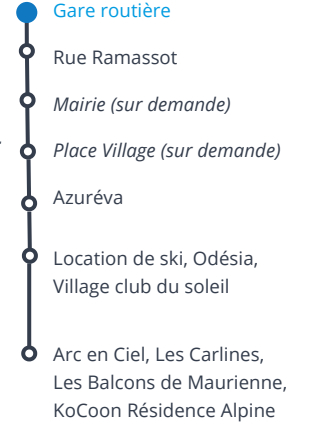 Gare routière
Rue Ramassot
Mairie (sur demande)
Place Village (sur demande)
Azuréva
Location de ski, Odésia,
Village club du soleil
Arc en Ciel, Les Carlines,
Les Balcons de Maurienne,
KoCoon Résidence Alpine